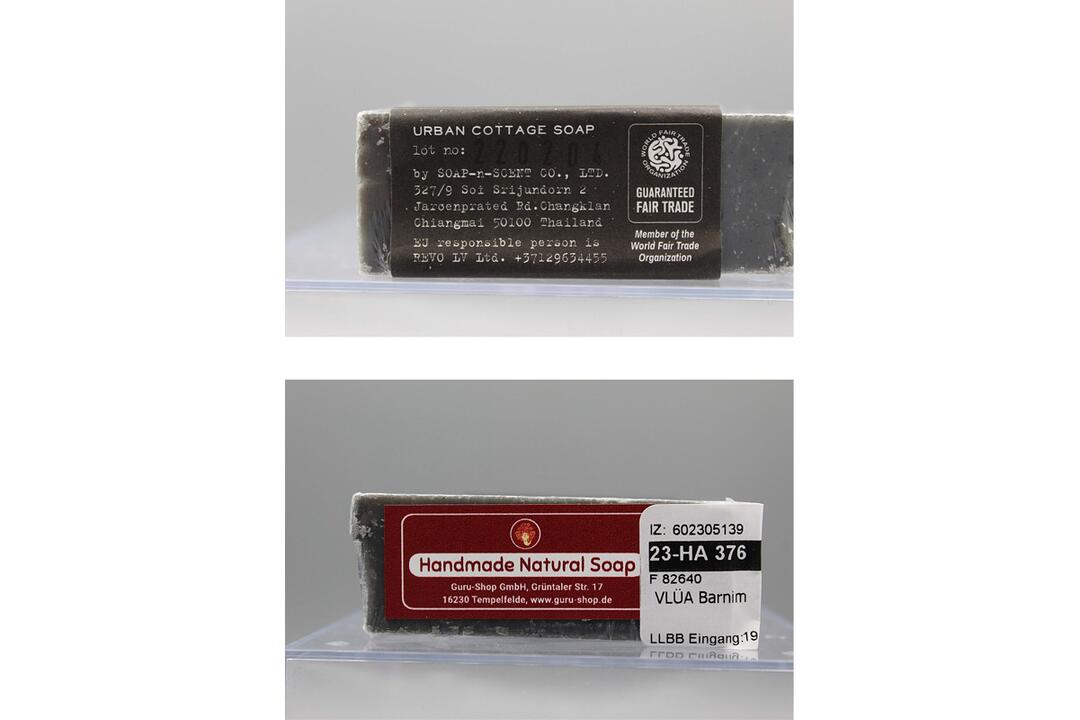 URBAN COTTAGE SOAP
lot no: 220204
by SOAP-n-SCENT CO., LTD.
327/9 Soi Srijundorn 2
Jaroenprated Rd.Changklan
Chiangmai 50100 Thailand
EU responsible person is
REVO LV Ltd. +37129634455
WORLD FAIR TRADE ORGANIZATION
GUARANTEED
FAIR TRADE
Member of the
World Fair Trade
Organization
Handmade Natural Soap
Guru-Shop GmbH, Grüntaler Str. 17
16230 Tempelfelde, www.guru-shop.de
IZ: 602305139
23-HA 376
F 82640
VLÜA Barnim
LLBB Eingang:19